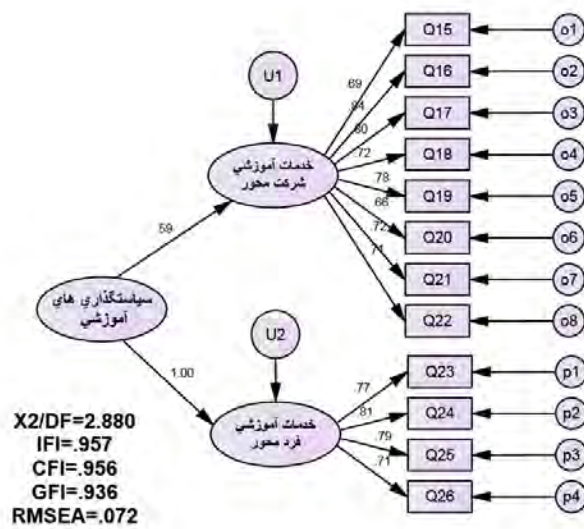 Q15
o1
.69
Q16
o2
U1
.84
Q17
o3
.80
Q18
o4
.72
خدمات آموزشي
شركت محور
Q19
o5
.78
Q20
o6
.66
Q21
o7
.72
Q22
o8
.71
.59
سياستگذاري هاي
آموزشي
U2
1.00
Q23
p1
.77
Q24
p2
.81
خدمات آموزشي
فرد محور
Q25
p3
.79
Q26
p4
.71
X2/DF=2.880
IFI=.957
CFI=.956
GFI=.936
RMSEA=.072